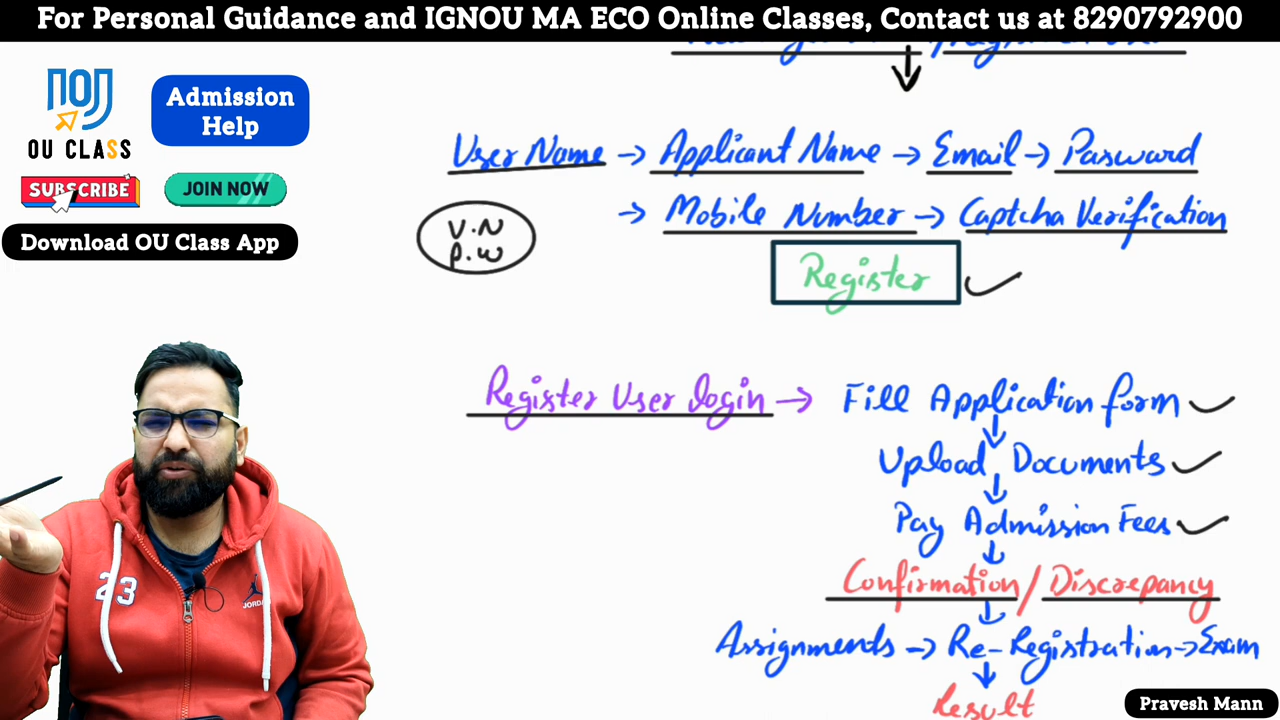 For Personal Guidance and IGNOU MA ECO Online Classes, Contact us at 8290792900
OU CLASS
Admission
Help
SUBSCRIBE
JOIN NOW
Download OU Class App
User Name → Applicant Name → Email → Password
→ Mobile Number → Captcha Verification
U.N
P.W
Register
Register User login → Fill Application form
Upload Documents
Pay Admission Fees
Confirmation / Discrepancy
Assignments → Re-Registration → Exam
Result
23
JORDAN
Pravesh Mann